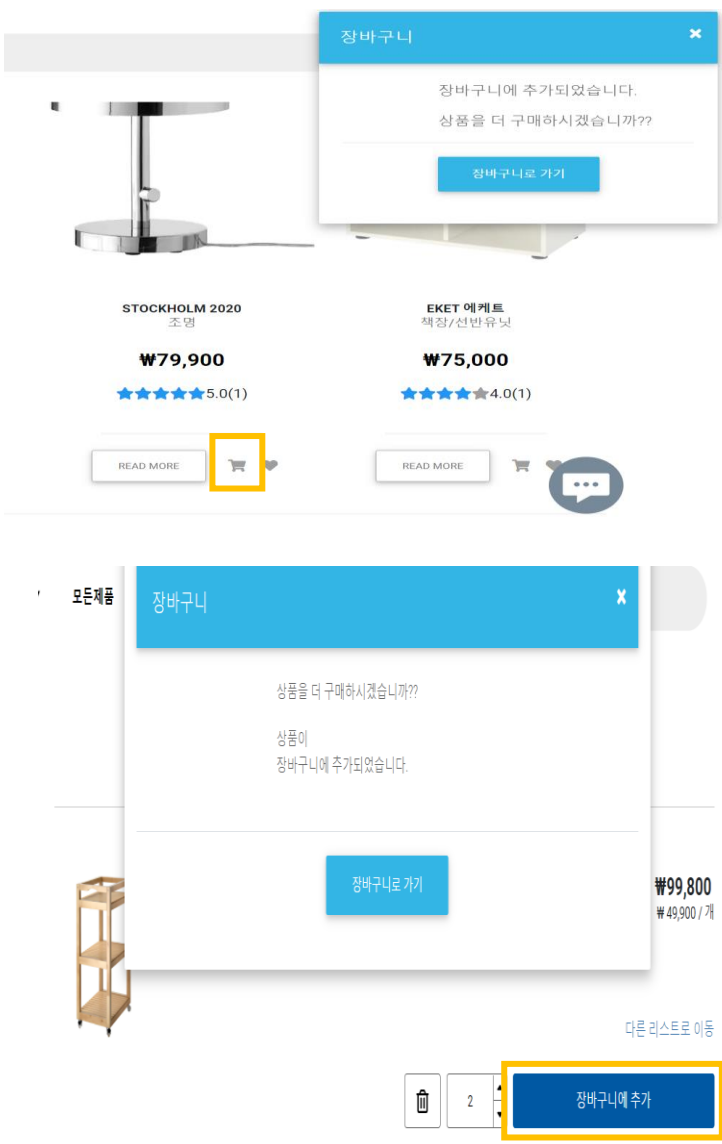 장바구니 ×
장바구니에 추가되었습니다.
상품을 더 구매하시겠습니까??
장바구니로 가기
STOCKHOLM 2020
조명
₩79,900
5.0(1)
READ MORE
EKET 에케트
책장/선반유닛
₩75,000
4.0(1)
READ MORE
모든제품
장바구니 ×
상품을 더 구매하시겠습니까??
상품이
장바구니에 추가되었습니다.
장바구니로 가기
₩99,800
₩ 49,900 / 개
다른 리스트로 이동
2
장바구니에 추가